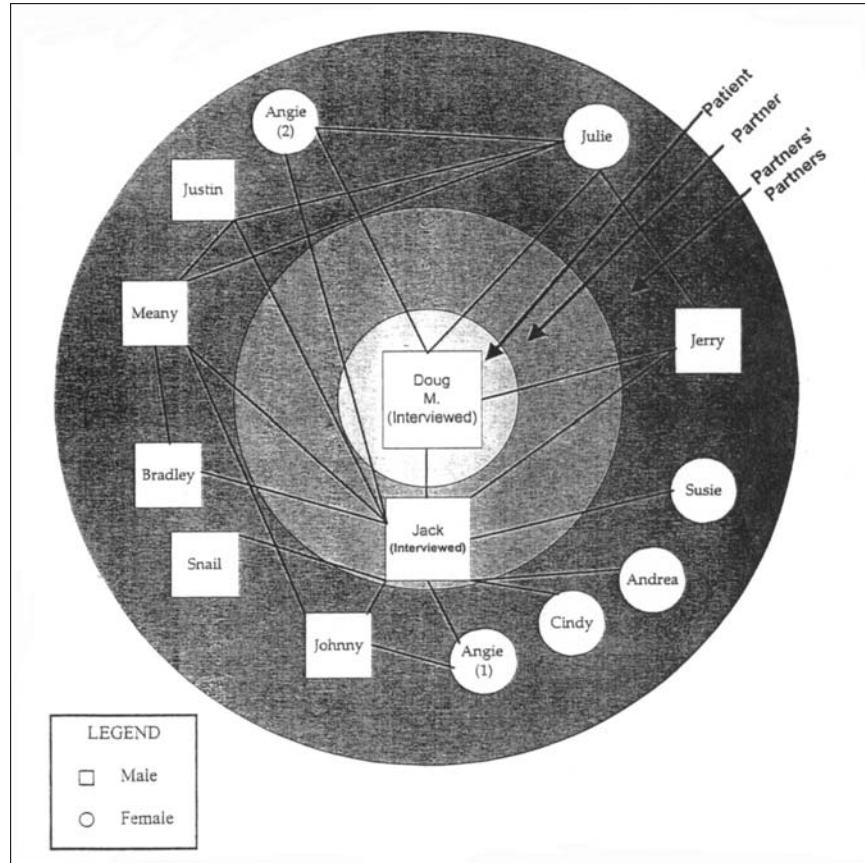 Patient
Partner
Partners'
Partners
Angie
(2)
Julie
Justin
Meany
Jerry
Doug
M.
(Interviewed)
Bradley
Susie
Jack
(Interviewed)
Snail
Andrea
Cindy
Johnny
Angie
(1)
LEGEND
Male
Female